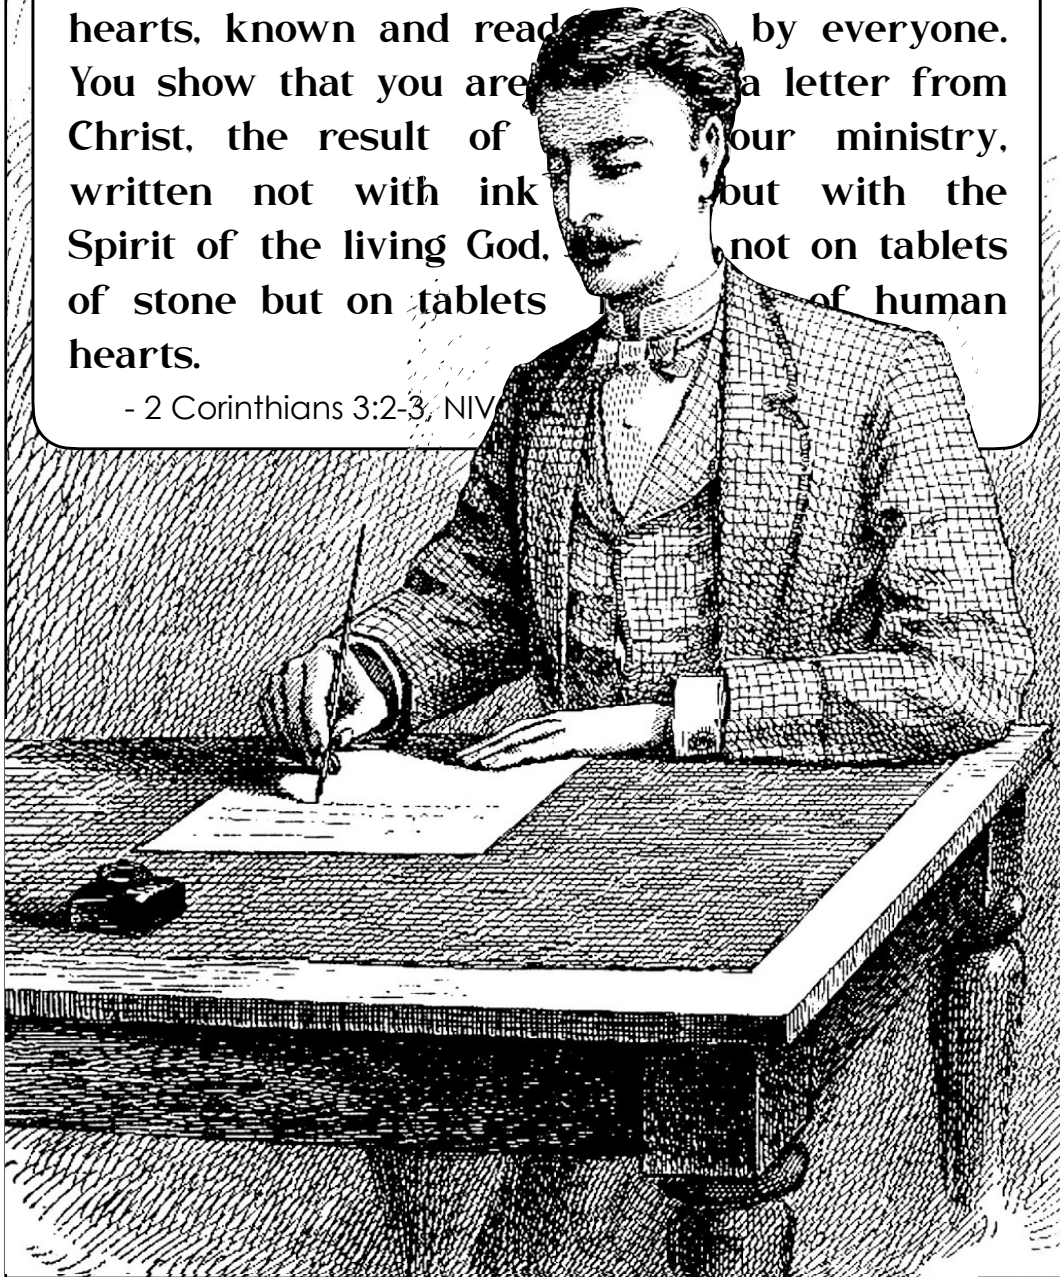 hearts, known and read by everyone.
You show that you are a letter from
Christ, the result of our ministry,
written not with ink but with the
Spirit of the living God, not on tablets
of stone but on tablets of human
hearts.
- 2 Corinthians 3:2-3, NIV